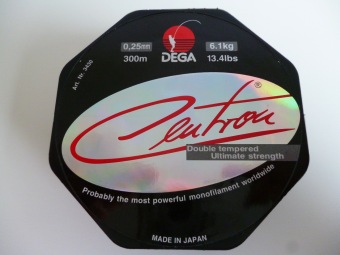 0,25mm
300m
DEGA
6.1kg
13.4lbs
Art. Nr. 3430
Centron®
Double tempered
Ultimate strength
Probably the most powerful monofilament worldwide
MADE IN JAPAN